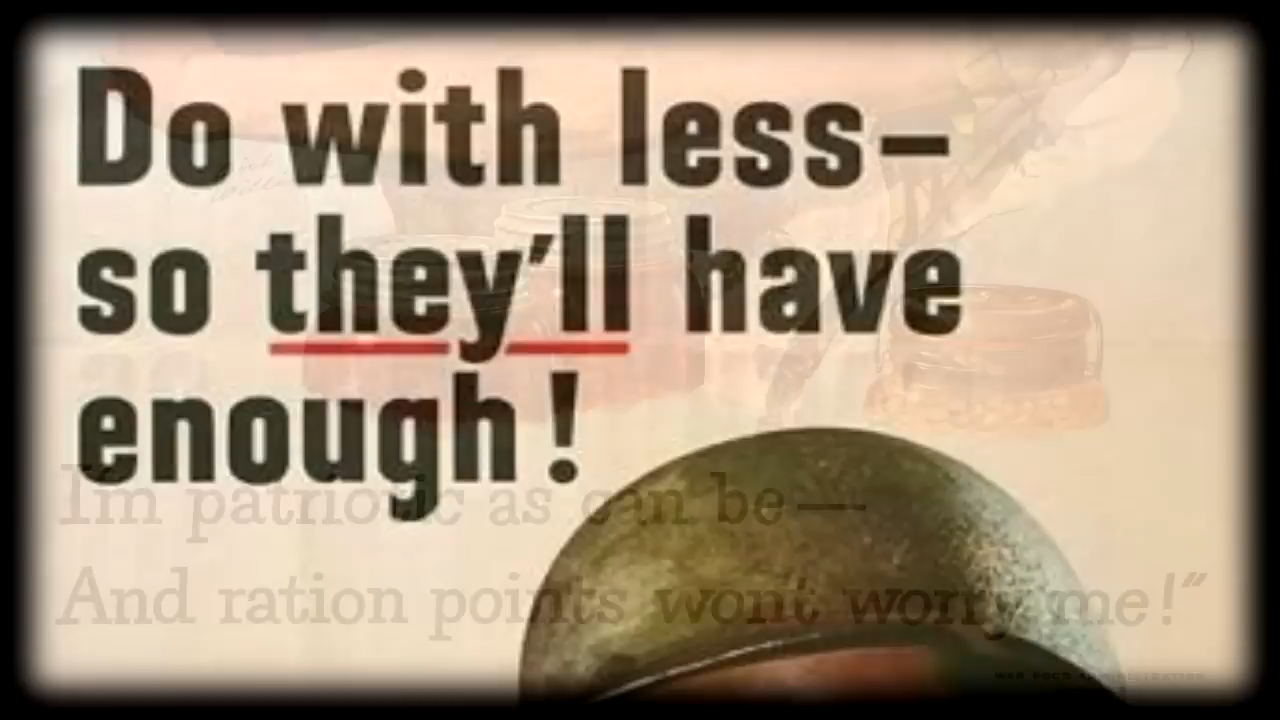 Do with less–
so they'll have
enough!
I'm patriotic as can be—
And ration points won't worry me!"